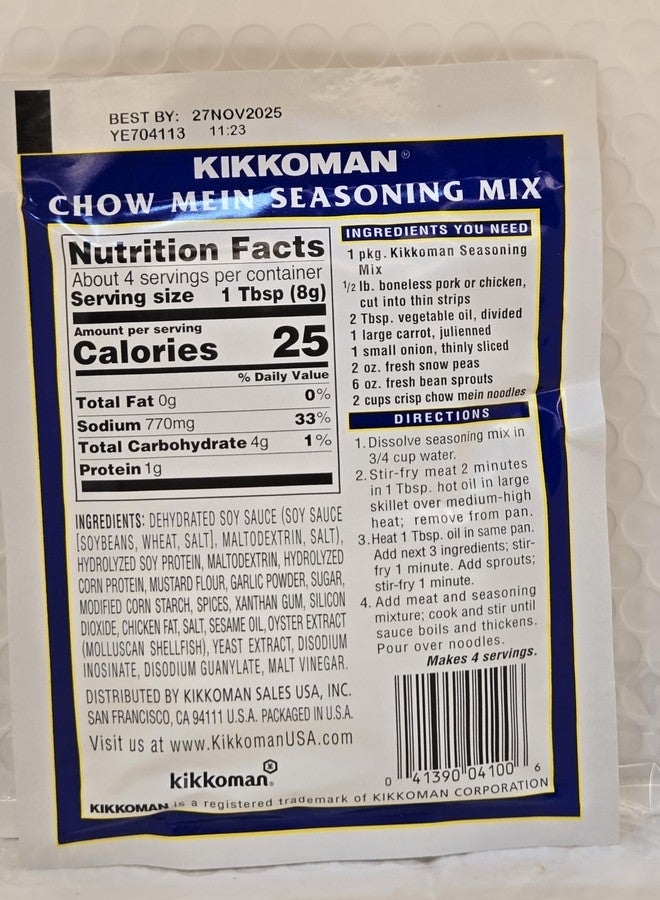 BEST BY: 27NOV2025
YE704113 11:23
KIKKOMAN®
CHOW MEIN SEASONING MIX
Nutrition Facts
About 4 servings per container
Serving size 1 Tbsp (8g)
Amount per serving
Calories 25
% Daily Value
Total Fat 0g 0%
Sodium 770mg 33%
Total Carbohydrate 4g 1%
Protein 1g
INGREDIENTS: DEHYDRATED SOY SAUCE (SOY SAUCE
[SOYBEANS, WHEAT, SALT], MALTODEXTRIN, SALT),
HYDROLYZED SOY PROTEIN, MALTODEXTRIN, HYDROLYZED
CORN PROTEIN, MUSTARD FLOUR, GARLIC POWDER, SUGAR,
MODIFIED CORN STARCH, SPICES, XANTHAN GUM, SILICON
DIOXIDE, CHICKEN FAT, SALT, SESAME OIL, OYSTER EXTRACT
(MOLLUSCAN SHELLFISH), YEAST EXTRACT, DISODIUM
INOSINATE, DISODIUM GUANYLATE, MALT VINEGAR.
DISTRIBUTED BY KIKKOMAN SALES USA, INC.
SAN FRANCISCO, CA 94111 U.S.A. PACKAGED IN U.S.A.
Visit us at www.KikkomanUSA.com
kikkoman®
INGREDIENTS YOU NEED
1 pkg. Kikkoman Seasoning
Mix
1/2 lb. boneless pork or chicken,
cut into thin strips
2 Tbsp. vegetable oil, divided
1 large carrot, julienned
1 small onion, thinly sliced
2 oz. fresh snow peas
6 oz. fresh bean sprouts
2 cups crisp chow mein noodles
DIRECTIONS
1. Dissolve seasoning mix in
3/4 cup water.
2. Stir-fry meat 2 minutes
in 1 Tbsp. hot oil in large
skillet over medium-high
heat; remove from pan.
3. Heat 1 Tbsp. oil in same pan.
Add next 3 ingredients; stir-
fry 1 minute. Add sprouts;
stir-fry 1 minute.
4. Add meat and seasoning
mixture; cook and stir until
sauce boils and thickens.
Pour over noodles.
Makes 4 servings.
0 41390 04100 6
KIKKOMAN is a registered trademark of KIKKOMAN CORPORATION